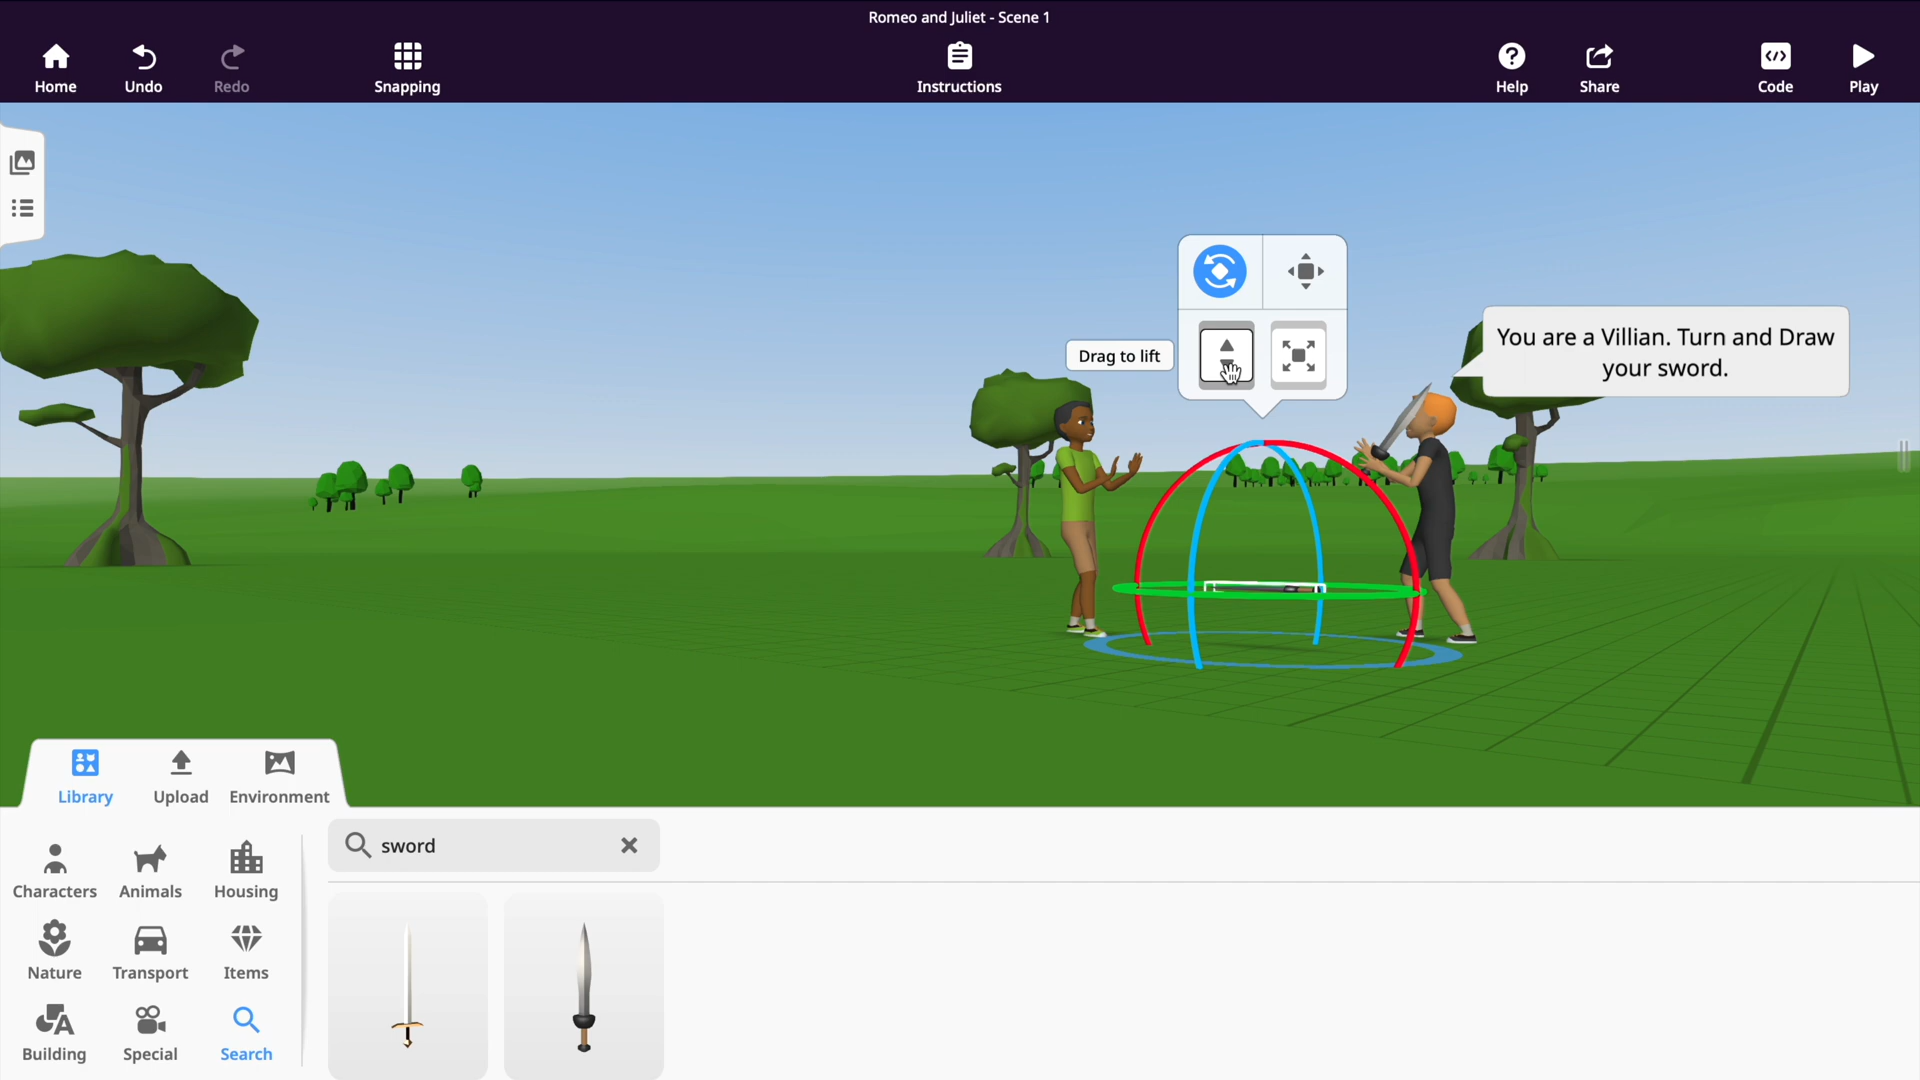 Romeo and Juliet - Scene 1
Home
Undo
Redo
Snapping
Instructions
Help
Share
Code
Play
Drag to lift
You are a Villian. Turn and Draw
your sword.
Library
Upload
Environment
Characters
Animals
Housing
Nature
Transport
Items
Building
Special
Search
sword